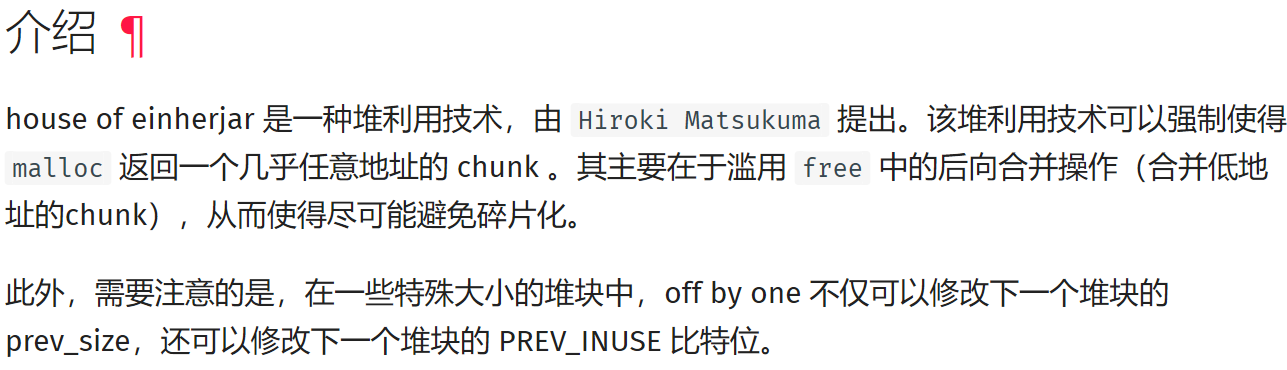 介绍 ¶
house of einherjar 是一种堆利用技术，由 Hiroki Matsukuma 提出。该堆利用技术可以强制使得
malloc 返回一个几乎任意地址的 chunk 。其主要在于滥用 free 中的后向合并操作（合并低地
址的chunk），从而使得尽可能避免碎片化。
此外，需要注意的是，在一些特殊大小的堆块中，off by one 不仅可以修改下一个堆块的
prev_size，还可以修改下一个堆块的 PREV_INUSE 比特位。